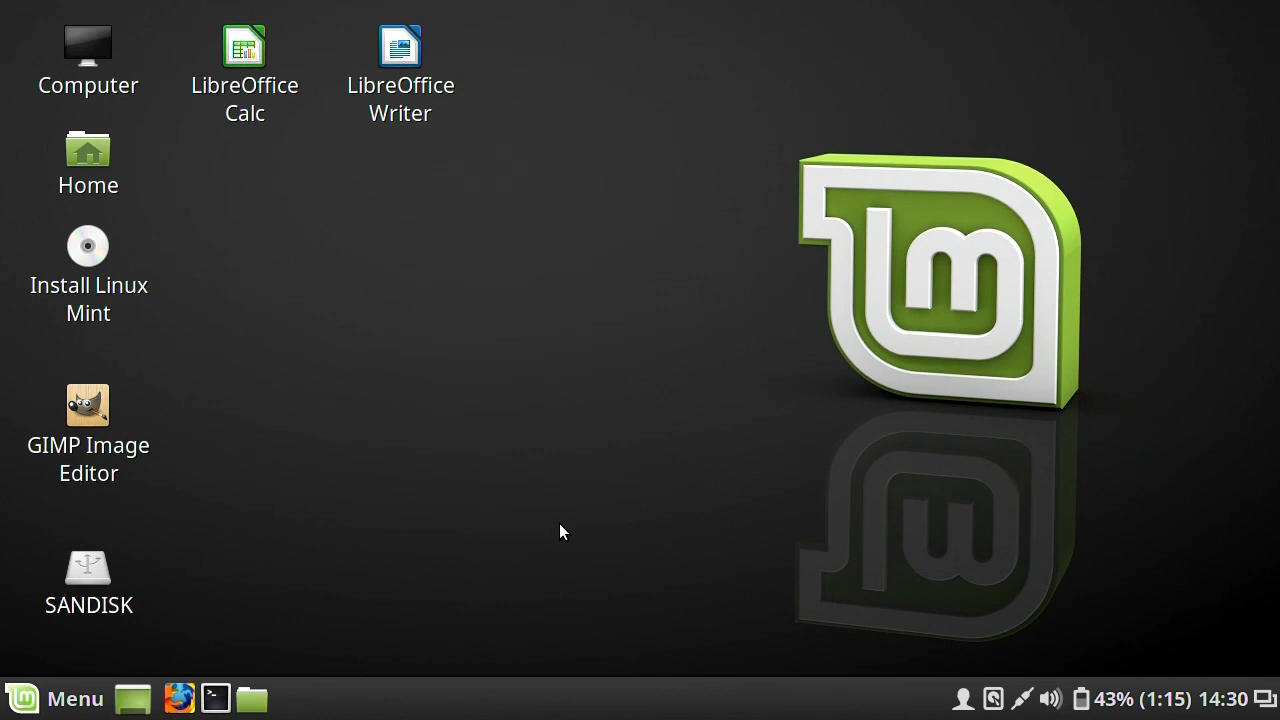 Computer
LibreOffice
Calc
LibreOffice
Writer
Home
Install Linux
Mint
GIMP Image
Editor
SANDISK
Menu
43% (1:15) 14:30